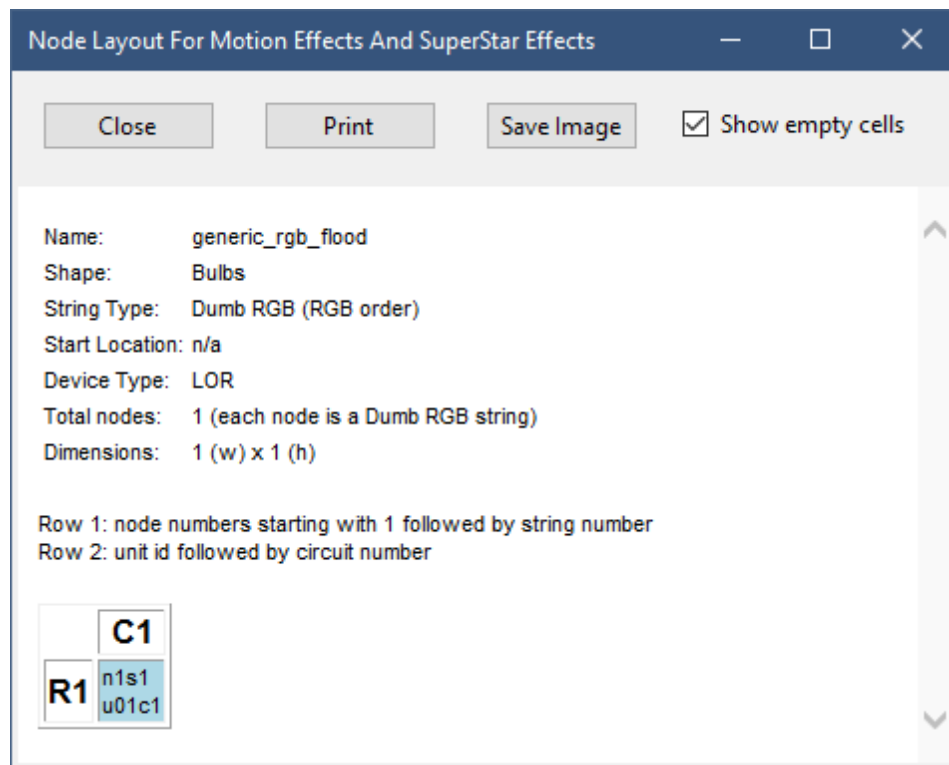 Node Layout For Motion Effects And SuperStar Effects
Close Print Save Image Show empty cells
Name: generic_rgb_flood
Shape: Bulbs
String Type: Dumb RGB (RGB order)
Start Location: n/a
Device Type: LOR
Total nodes: 1 (each node is a Dumb RGB string)
Dimensions: 1 (w) x 1 (h)
Row 1: node numbers starting with 1 followed by string number
Row 2: unit id followed by circuit number
C1
R1 n1s1
u01c1